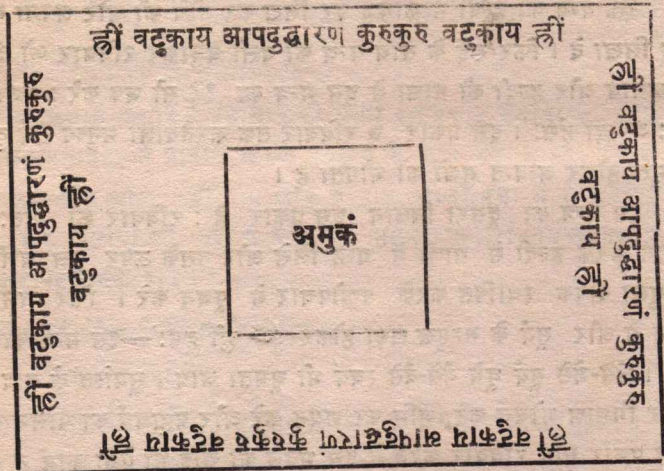 ह्लीं वटुकाय आपदुद्धारण कुरुकुरु वटुकाय ह्लीं
ह्लीं वटुकाय आपदुद्धारणं कुरुकुरु
वटुकाय ह्लीं
अमुकं
ह्लीं वटुकाय आपदुद्धारणं कुरुकुरु
वटुकाय ह्लीं
ह्लीं वटुकाय आपदुद्धारणं कुरुकुरु वटुकाय ह्लीं